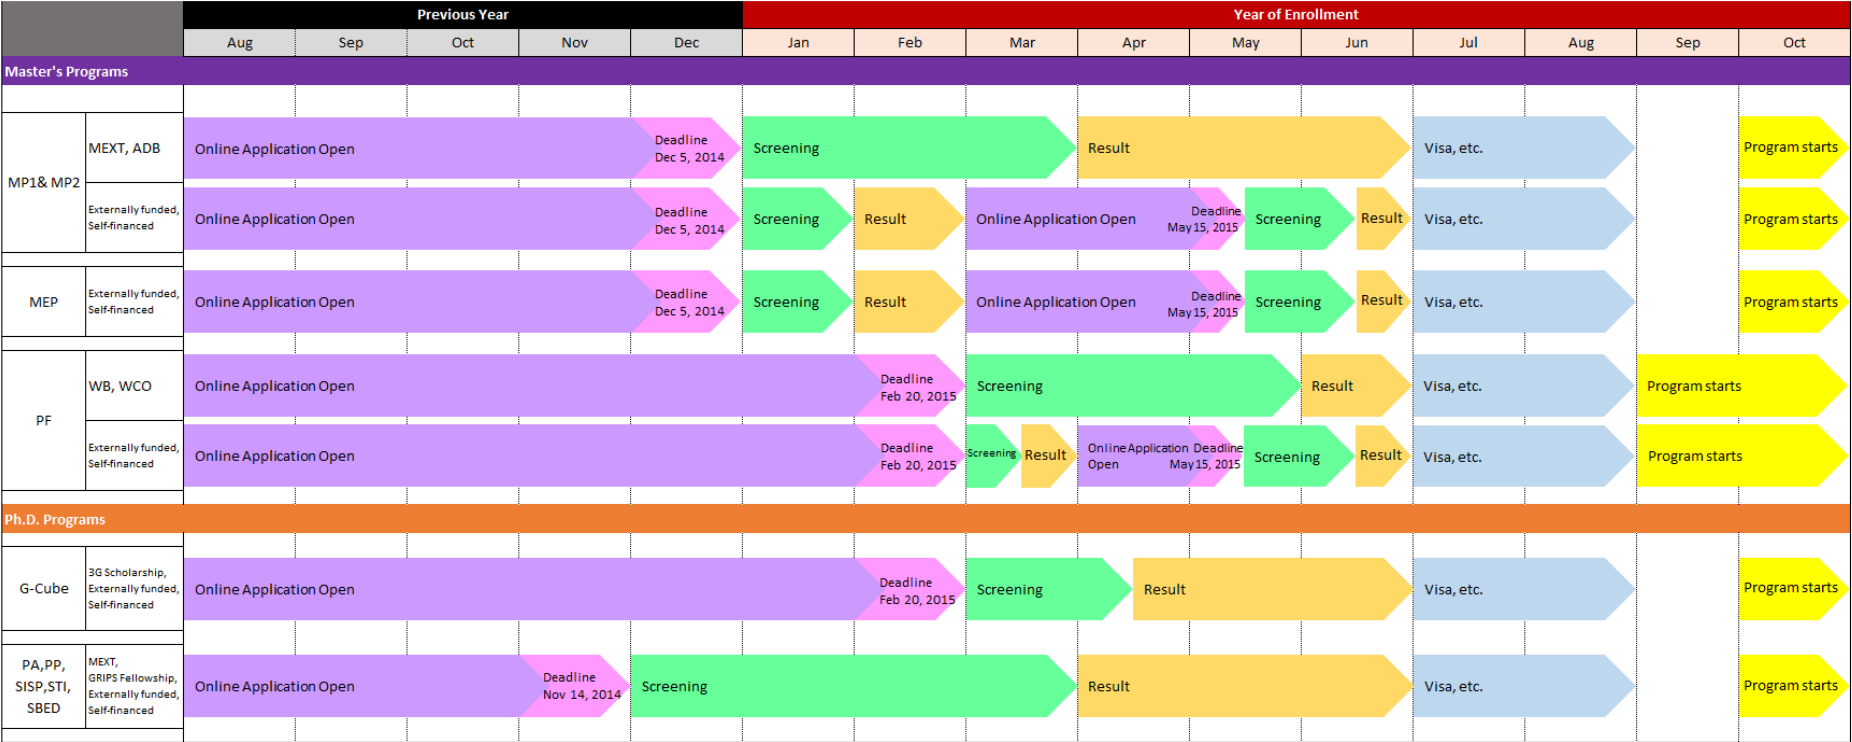 Previous Year
Year of Enrollment
Aug Sep Oct Nov Dec Jan Feb Mar Apr May Jun Jul Aug Sep Oct
Master's Programs
MP1& MP2
MEXT, ADB
Online Application Open
Deadline
Dec 5, 2014
Screening
Result
Visa, etc.
Program starts
Externally funded,
Self-financed
Online Application Open
Deadline
Dec 5, 2014
Screening
Result
Online Application Open
Deadline
May 15, 2015
Screening
Result
Visa, etc.
Program starts
MEP
Externally funded,
Self-financed
Online Application Open
Deadline
Dec 5, 2014
Screening
Result
Online Application Open
Deadline
May 15, 2015
Screening
Result
Visa, etc.
Program starts
PF
WB, WCO
Online Application Open
Deadline
Feb 20, 2015
Screening
Result
Visa, etc.
Program starts
Externally funded,
Self-financed
Online Application Open
Deadline
Feb 20, 2015
Screening
Result
Online Application
Open
Deadline
May 15, 2015
Screening
Result
Visa, etc.
Program starts
Ph.D. Programs
G-Cube
3G Scholarship,
Externally funded,
Self-financed
Online Application Open
Deadline
Feb 20, 2015
Screening
Result
Visa, etc.
Program starts
PA,PP,
SISP,STI,
SBED
MEXT,
GRIPS Fellowship,
Externally funded,
Self-financed
Online Application Open
Deadline
Nov 14, 2014
Screening
Result
Visa, etc.
Program starts